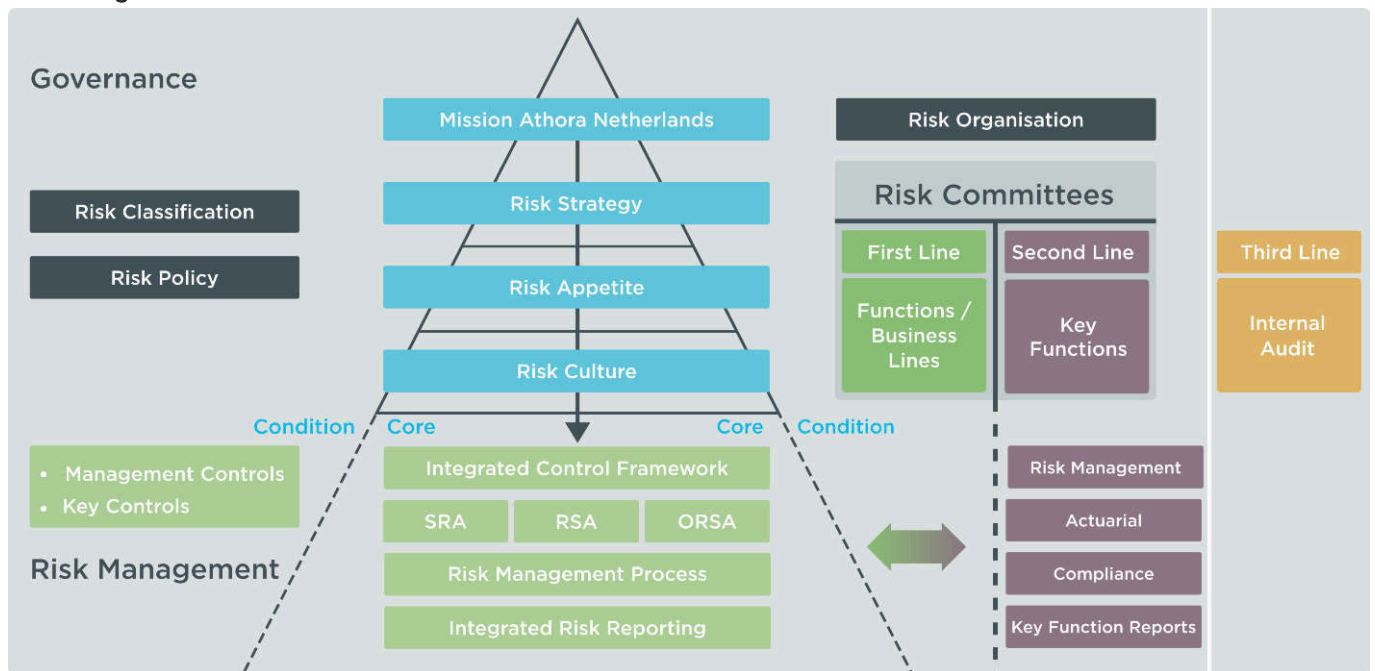 Governance
Mission Athora Netherlands
Risk Organisation
Risk Classification
Risk Policy
Risk Strategy
Risk Appetite
Risk Culture
Risk Committees
First Line
Second Line
Third Line
Functions /
Business
Lines
Key
Functions
Internal
Audit
Condition
Core
Core
Condition
• Management Controls
• Key Controls
Risk Management
Integrated Control Framework
SRA
RSA
ORSA
Risk Management Process
Integrated Risk Reporting
Risk Management
Actuarial
Compliance
Key Function Reports